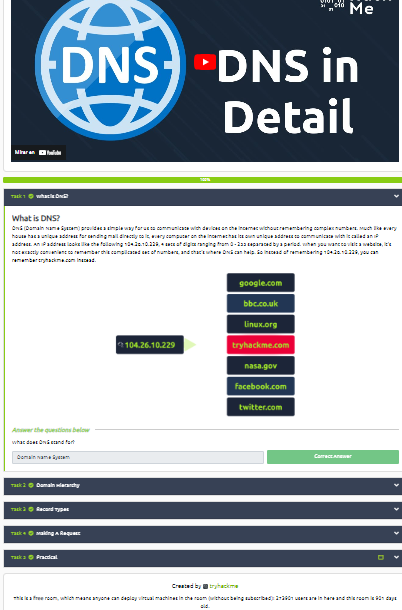 0101 01
01 010
Me
DNS
DNS in
Detail
Mirar en YouTube
100%
Task 1 What is DNS?
What is DNS?
DNS (Domain Name System) provides a simple way for us to communicate with devices on the internet without remembering complex numbers. Much like every
house has a unique address for sending mail directly to it, every computer on the internet has its own unique address to communicate with it called an IP
address. An IP address looks like the following 104.26.10.229, 4 sets of digits ranging from 0 - 255 separated by a period. When you want to visit a website, it's
not exactly convenient to remember this complicated set of numbers, and that's where DNS can help. So instead of remembering 104.26.10.229, you can
remember tryhackme.com instead.
google.com
bbc.co.uk
linux.org
104.26.10.229
tryhackme.com
nasa.gov
facebook.com
twitter.com
Answer the questions below
What does DNS stand for?
Domain Name System
Correct Answer
Task 2 Domain Hierarchy
Task 3 Record Types
Task 4 Making A Request
Task 5 Practical
Created by tryhackme
This is a free room, which means anyone can deploy virtual machines in the room (without being subscribed)! 273901 users are in here and this room is 901 days
old.